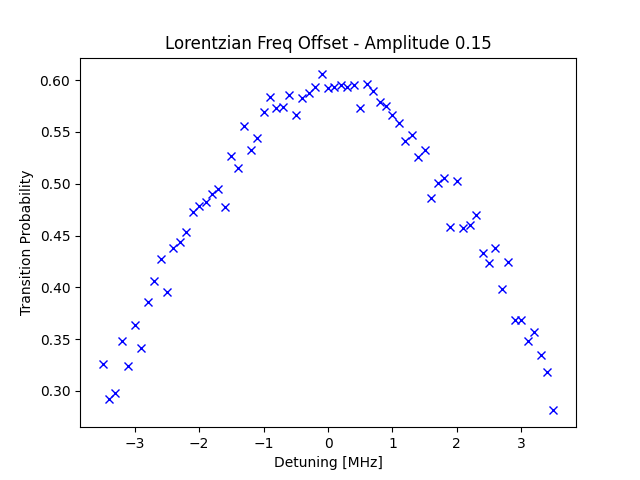 Lorentzian Freq Offset - Amplitude 0.15
Transition Probability
0.60
0.55
0.50
0.45
0.40
0.35
0.30
−3 −2 −1 0 1 2 3
Detuning [MHz]